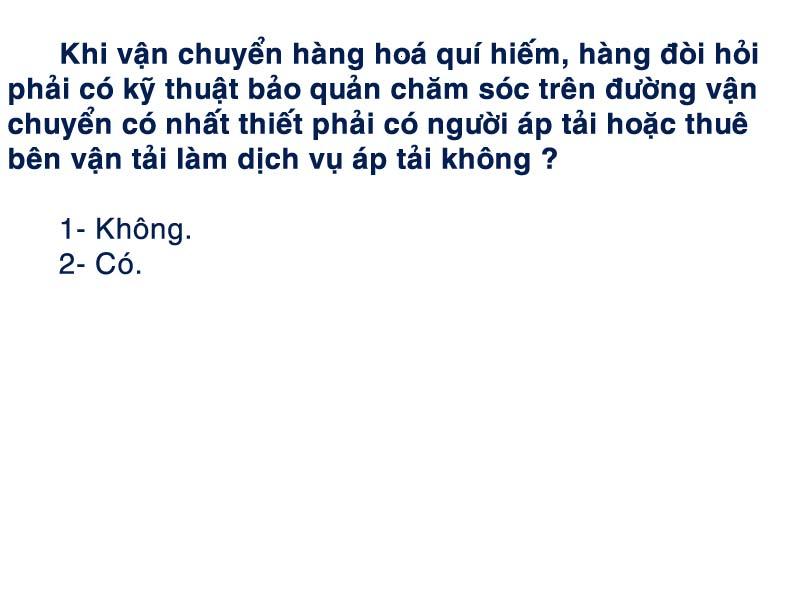 Khi vận chuyển hàng hoá quí hiếm, hàng đòi hỏi
phải có kỹ thuật bảo quản chăm sóc trên đường vận
chuyển có nhất thiết phải có người áp tải hoặc thuê
bên vận tải làm dịch vụ áp tải không ?
1- Không.
2- Có.